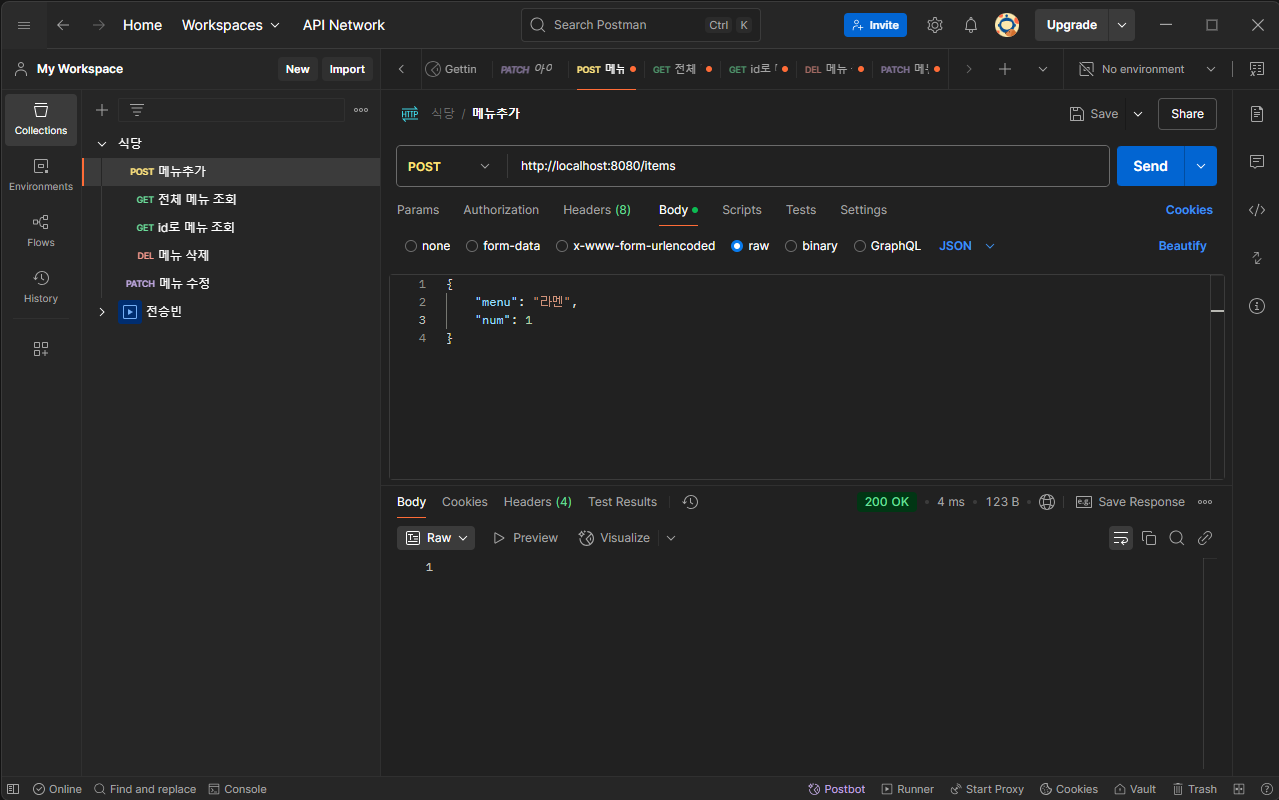 Home Workspaces API Network Search Postman Ctrl K Invite Upgrade
My Workspace New Import Gettin PATCH 아이 POST 메뉴 GET 전체 GET id로 DEL 메뉴 PATCH 메뉴 No environment
Collections
Environments
Flows
History
식당
POST 메뉴추가
GET 전체 메뉴 조회
GET id로 메뉴 조회
DEL 메뉴 삭제
PATCH 메뉴 수정
전승빈
HTTP 식당 / 메뉴추가 Save Share
POST http://localhost:8080/items Send
Params Authorization Headers (8) Body Scripts Tests Settings Cookies
none form-data x-www-form-urlencoded raw binary GraphQL JSON Beautify
1 {
2 "menu": "라멘",
3 "num": 1
4 }
Body Cookies Headers (4) Test Results 200 OK 4 ms 123 B e.g. Save Response
Raw Preview Visualize
1
Online Find and replace Console Postbot Runner Start Proxy Cookies Vault Trash